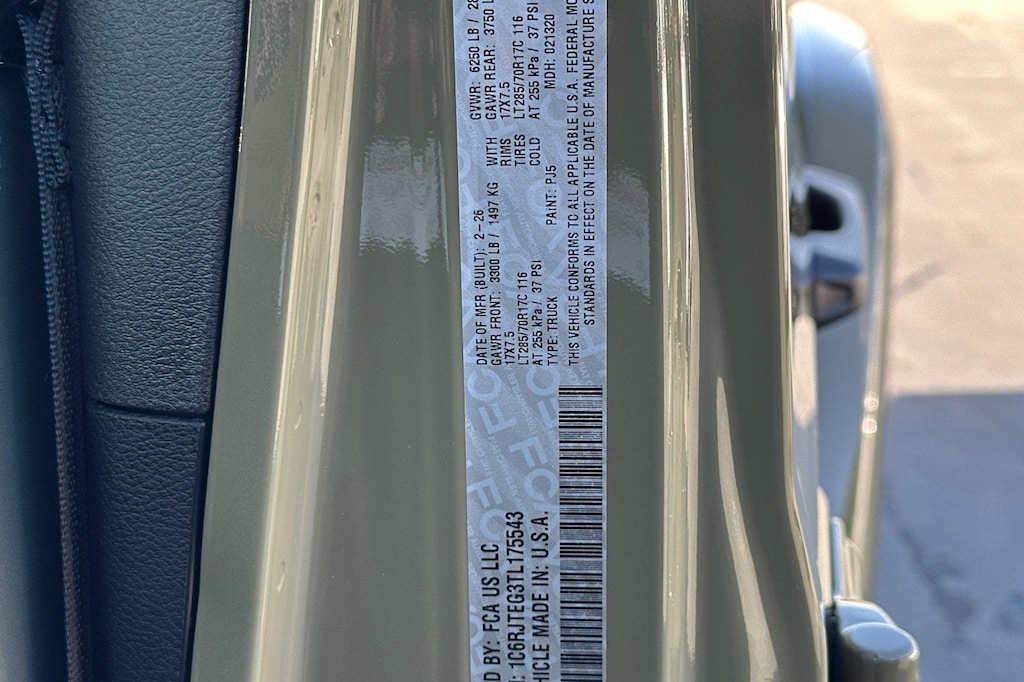 D BY: FCA US LLC
: 1C6RJTEG3TL175543
HICLE MADE IN: U.S.A.
DATE OF MFR (BUILT): 2-26 GVWR: 6250 LB / 28
GAWR FRONT: 3300 LB / 1497 KG WITH GAWR REAR: 3750 L
17X7.5 RIMS 17X7.5
LT285/70R17C 116 TIRES LT285/70R17C 116
AT 255 kPa / 37 PSI COLD AT 255 kPa / 37 PSI
TYPE: TRUCK PAINT: PJ5 MDH: 021320
THIS VEHICLE CONFORMS TO ALL APPLICABLE U.S.A. FEDERAL MO
STANDARDS IN EFFECT ON THE DATE OF MANUFACTURE S